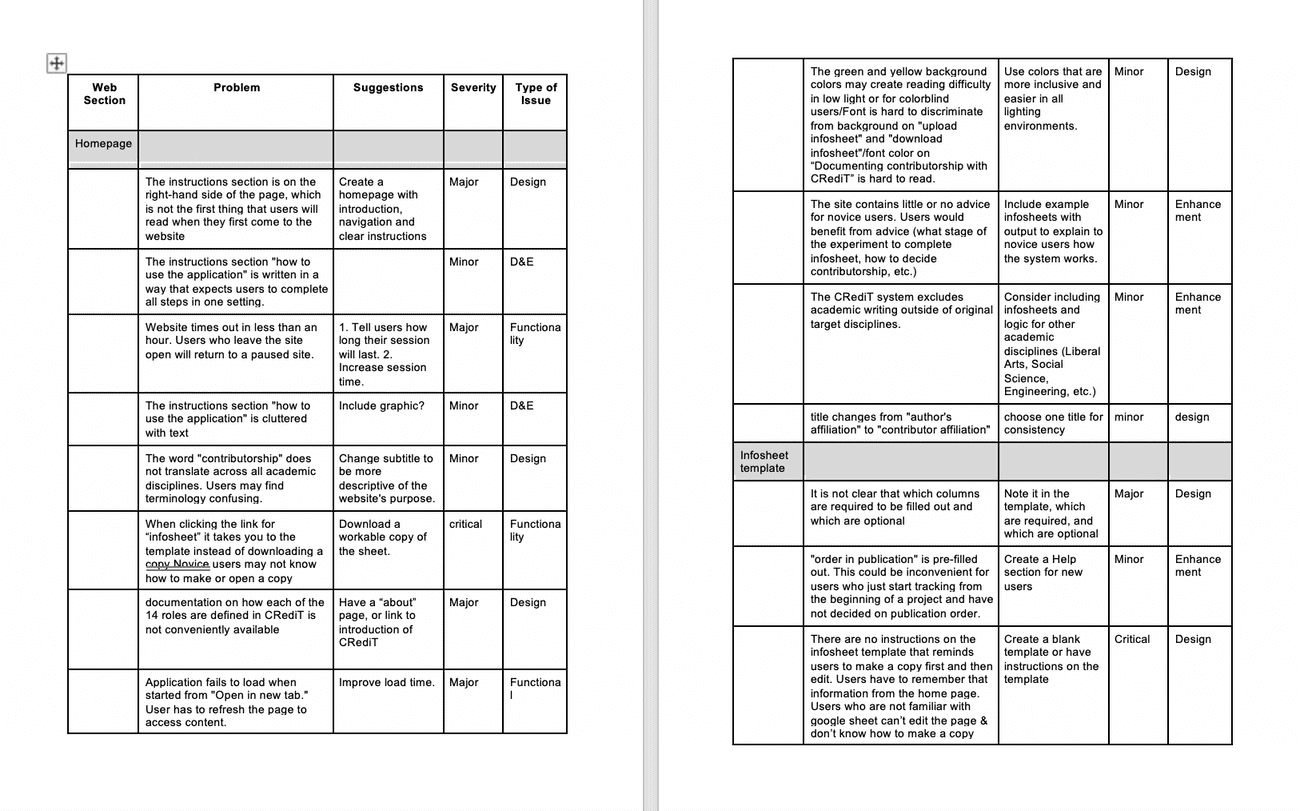 Web Section
Problem
Suggestions
Severity
Type of Issue
Homepage
The instructions section is on the
right-hand side of the page, which
is not the first thing that users will
read when they first come to the
website
Create a
homepage with
introduction,
navigation and
clear instructions
Major
Design
The instructions section "how to
use the application" is written in a
way that expects users to complete
all steps in one setting.
Minor
D&E
Website times out in less than an
hour. Users who leave the site
open will return to a paused site.
1. Tell users how
long their session
will last. 2.
Increase session
time.
Major
Functiona
lity
The instructions section "how to
use the application" is cluttered
with text
Include graphic?
Minor
D&E
The word "contributorship" does
not translate across all academic
disciplines. Users may find
terminology confusing.
Change subtitle to
be more
descriptive of the
website's purpose.
Minor
Design
When clicking the link for
“infosheet” it takes you to the
template instead of downloading a
copy Novice users may not know
how to make or open a copy
Download a
workable copy of
the sheet.
critical
Functiona
lity
documentation on how each of the
14 roles are defined in CRediT is
not conveniently available
Have a “about”
page, or link to
introduction of
CRediT
Major
Design
Application fails to load when
started from "Open in new tab."
User has to refresh the page to
access content.
Improve load time.
Major
Functiona
l
The green and yellow background
colors may create reading difficulty
in low light or for colorblind
users/Font is hard to discriminate
from background on "upload
infosheet" and "download
infosheet"/font color on
“Documenting contributorship with
CRediT” is hard to read.
Use colors that are
more inclusive and
easier in all
lighting
environments.
Minor
Design
The site contains little or no advice
for novice users. Users would
benefit from advice (what stage of
the experiment to complete
infosheet, how to decide
contributorship, etc.)
Include example
infosheets with
output to explain to
novice users how
the system works.
Minor
Enhance
ment
The CRediT system excludes
academic writing outside of original
target disciplines.
Consider including
infosheets and
logic for other
academic
disciplines (Liberal
Arts, Social
Science,
Engineering, etc.)
Minor
Enhance
ment
title changes from "author's
affiliation" to "contributor affiliation"
choose one title for
consistency
minor
design
Infosheet
template
It is not clear that which columns
are required to be filled out and
which are optional
Note it in the
template, which
are required, and
which are optional
Major
Design
"order in publication" is pre-filled
out. This could be inconvenient for
users who just start tracking from
the beginning of a project and have
not decided on publication order.
Create a Help
section for new
users
Minor
Enhance
ment
There are no instructions on the
infosheet template that reminds
users to make a copy first and then
edit. Users have to remember that
information from the home page.
Users who are not familiar with
google sheet can’t edit the page &
don’t know how to make a copy
Create a blank
template or have
instructions on the
template
Critical
Design